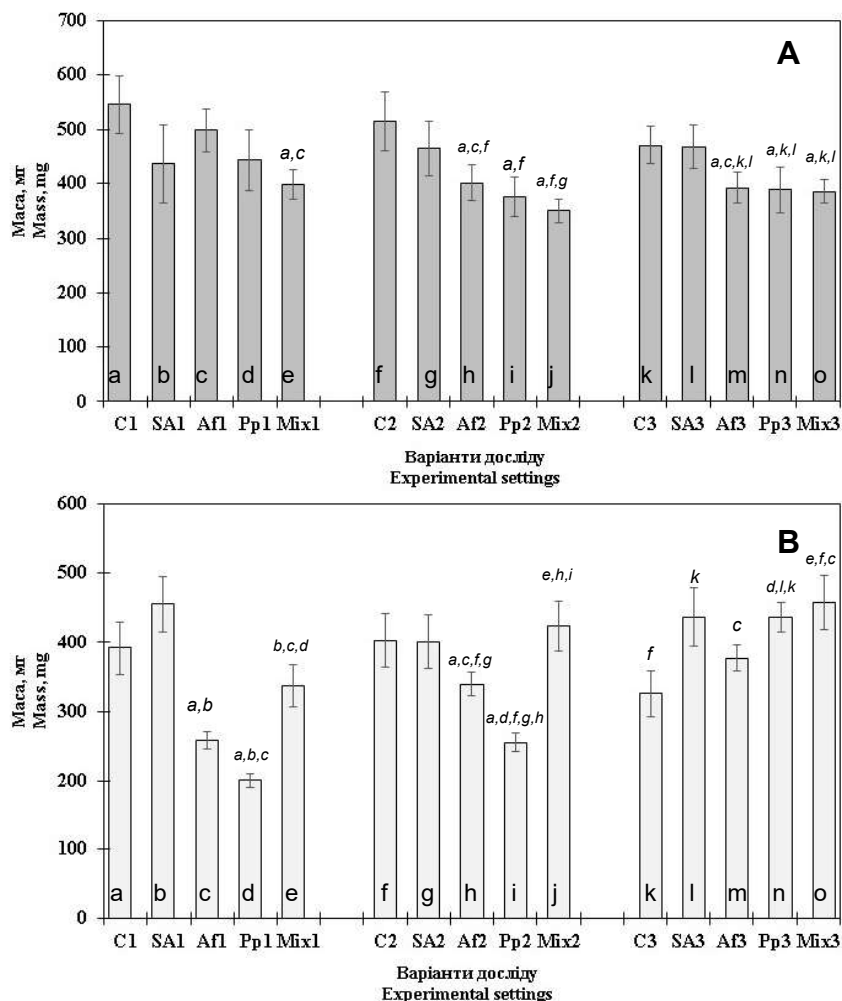 700
A
600
500
400
300
200
100
0
Маса, мг
Mass, mg
a,c
a,c,f
a,f
a,f,g
a,c,k,l
a,k,l
a,k,l
a b c d e f g h i j k l m n o
C1 SA1 Af1 Pp1 Mix1 C2 SA2 Af2 Pp2 Mix2 C3 SA3 Af3 Pp3 Mix3
Варіанти досліду
Experimental settings
600
B
500
400
300
200
100
0
Маса, мг
Mass, mg
a,b
a,b,c
b,c,d
a,c,f,g
a,d,f,g,h
e,h,i
f
k
c
d,l,k
e,f,c
a b c d e f g h i j k l m n o
C1 SA1 Af1 Pp1 Mix1 C2 SA2 Af2 Pp2 Mix2 C3 SA3 Af3 Pp3 Mix3
Варіанти досліду
Experimental settings